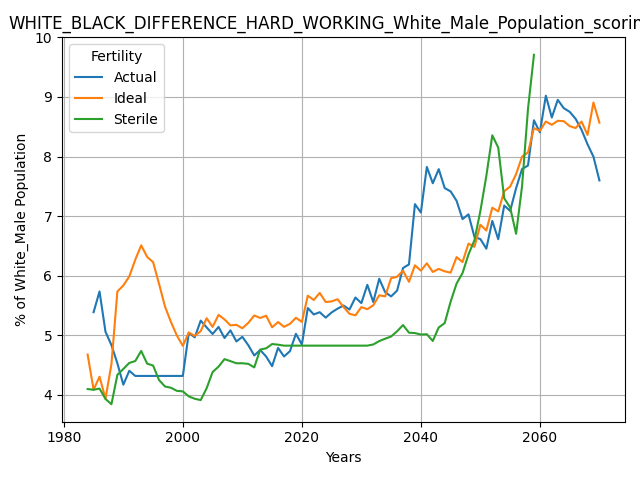 WHITE_BLACK_DIFFERENCE_HARD_WORKING_White_Male_Population_scorin
10
9
8
7
6
5
4
% of White_Male Population
Fertility
Actual
Ideal
Sterile
1980
2000
2020
2040
2060
Years